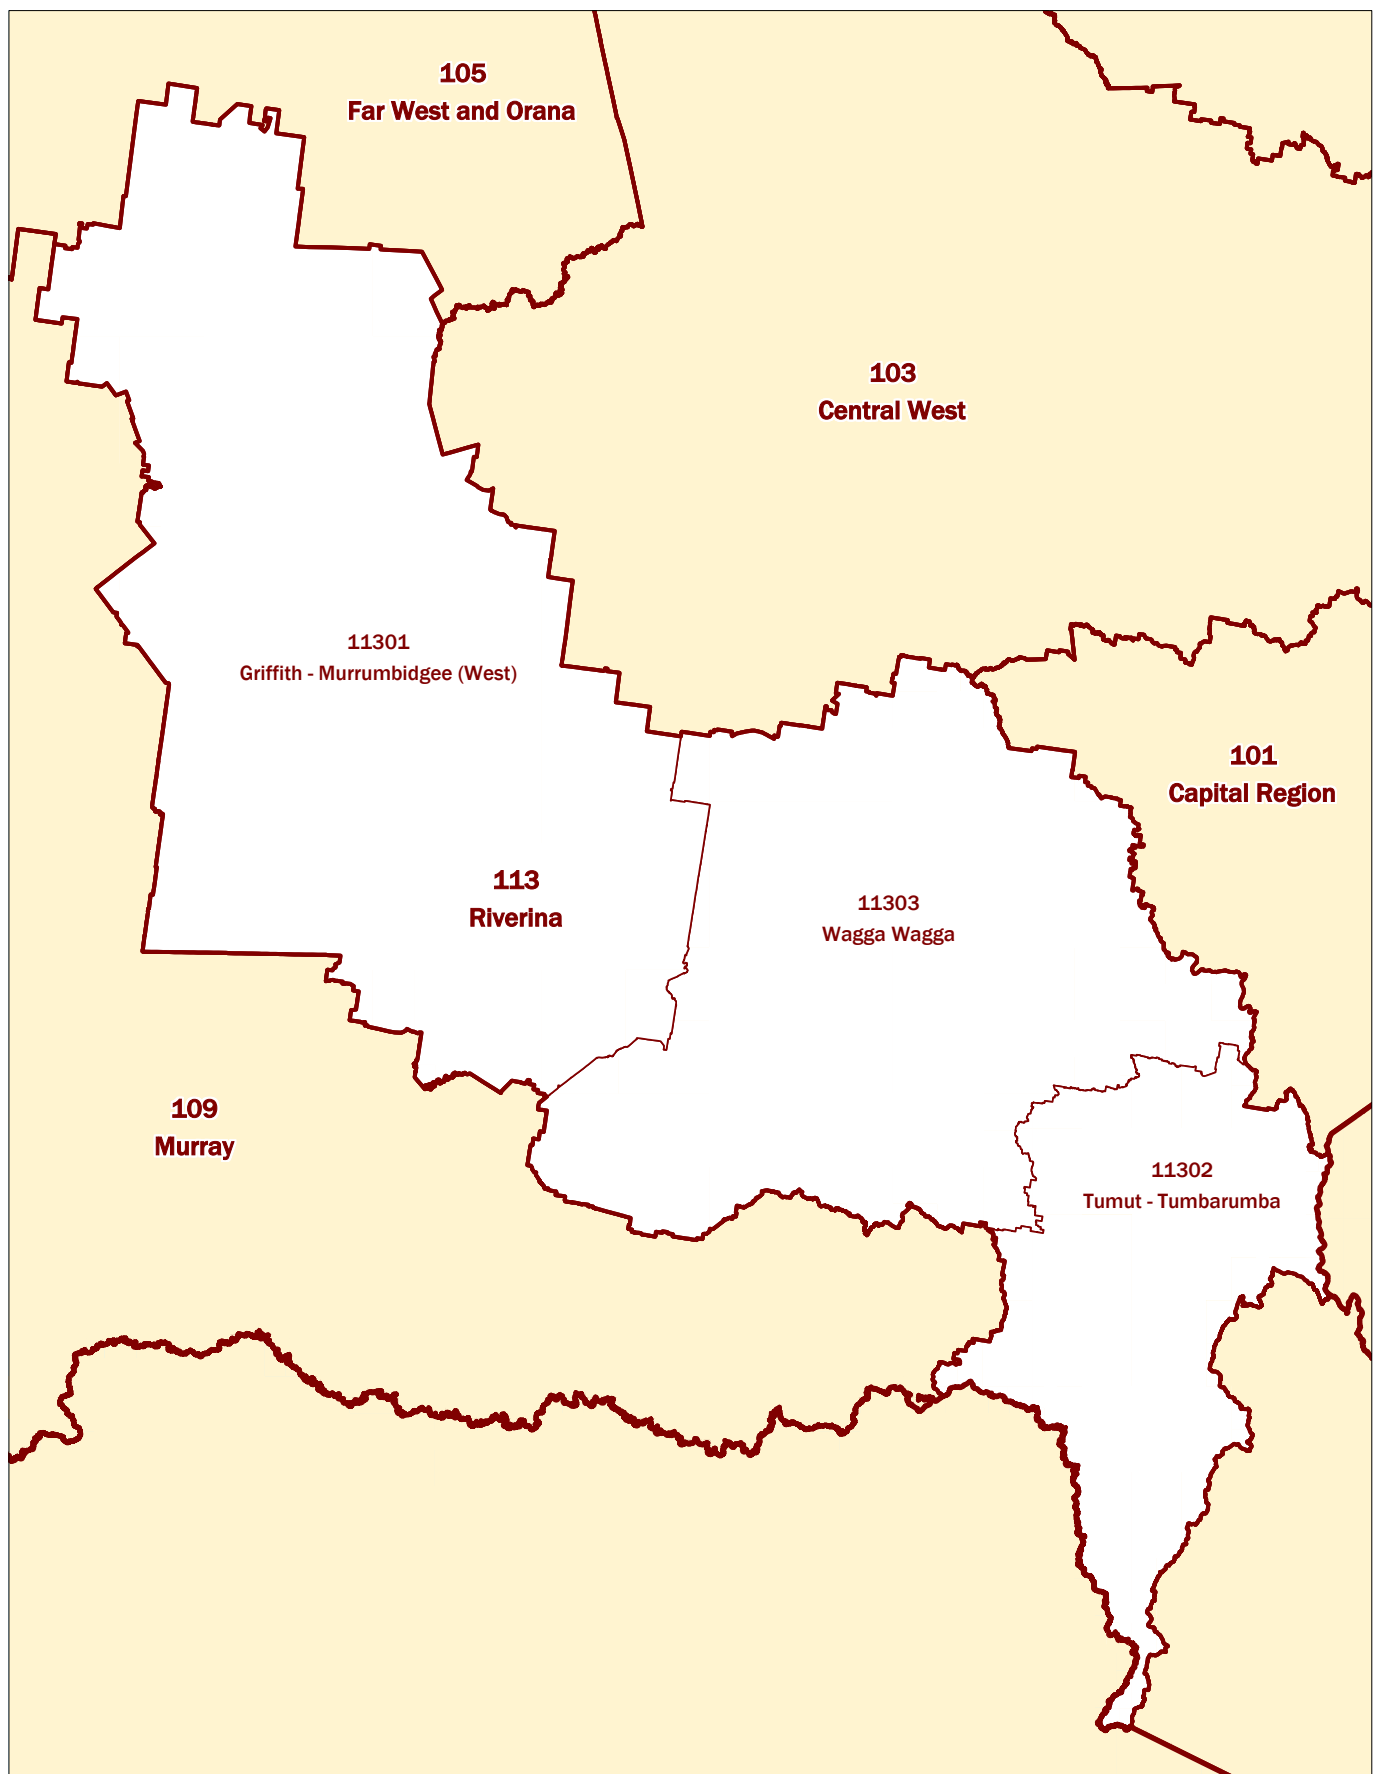 105
Far West and Orana
103
Central West
11301
Griffith - Murrumbidgee (West)
101
Capital Region
113
Riverina
11303
Wagga Wagga
109
Murray
11302
Tumut - Tumbarumba